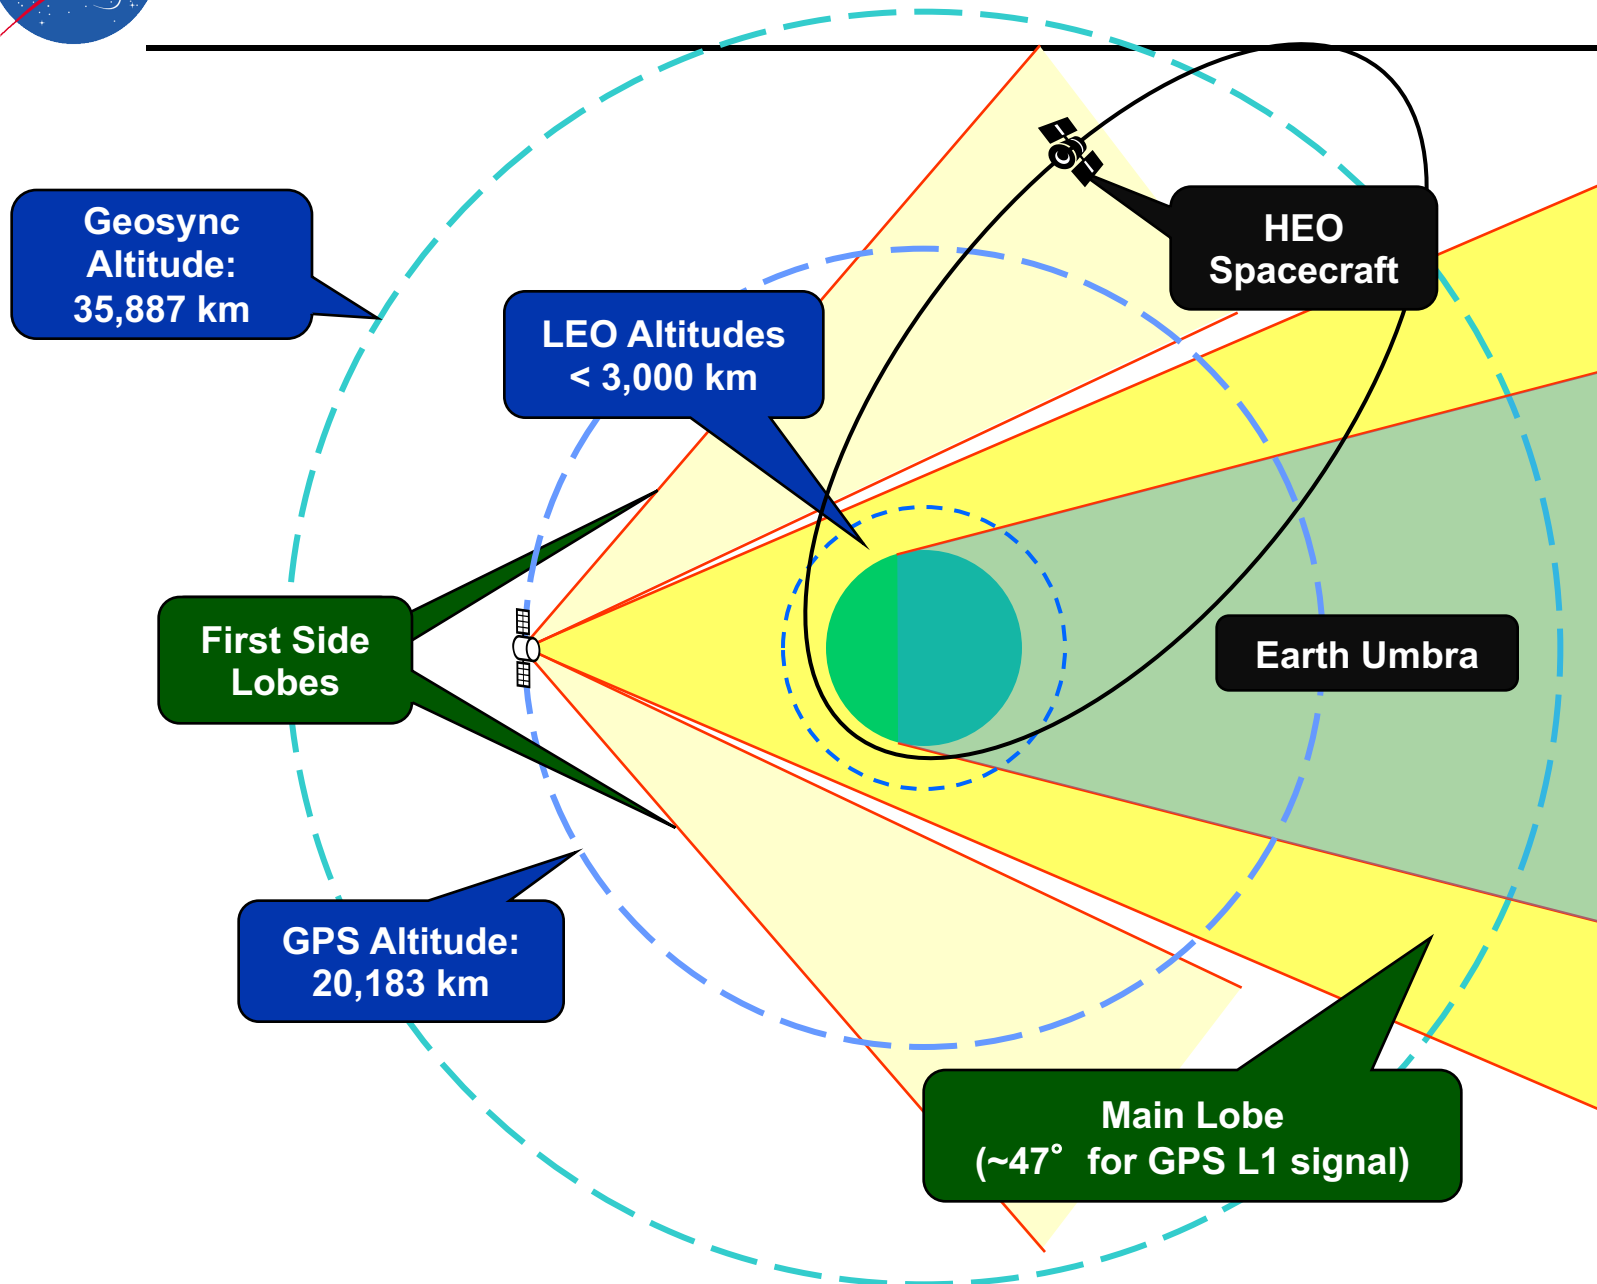 Geosync
Altitude:
35,887 km
LEO Altitudes
< 3,000 km
HEO
Spacecraft
First Side
Lobes
Earth Umbra
GPS Altitude:
20,183 km
Main Lobe
(~47° for GPS L1 signal)